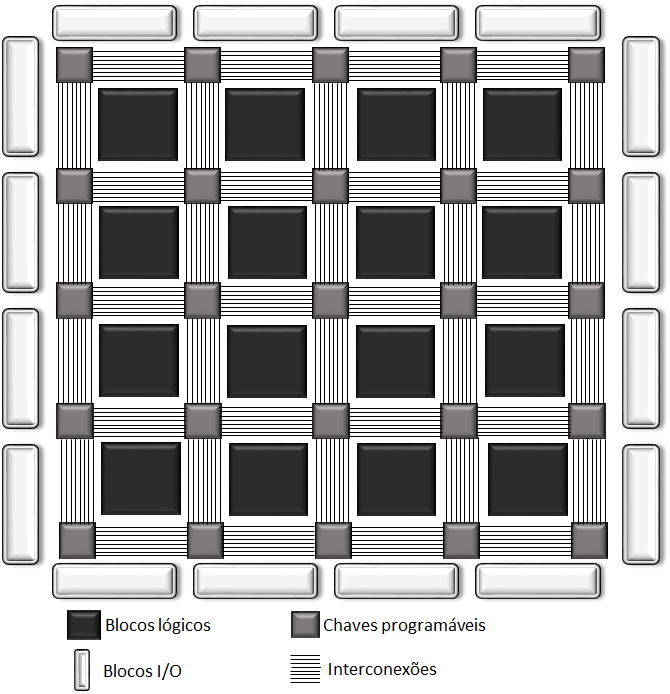 Blocos lógicos
Chaves programáveis
Blocos I/O
Interconexões